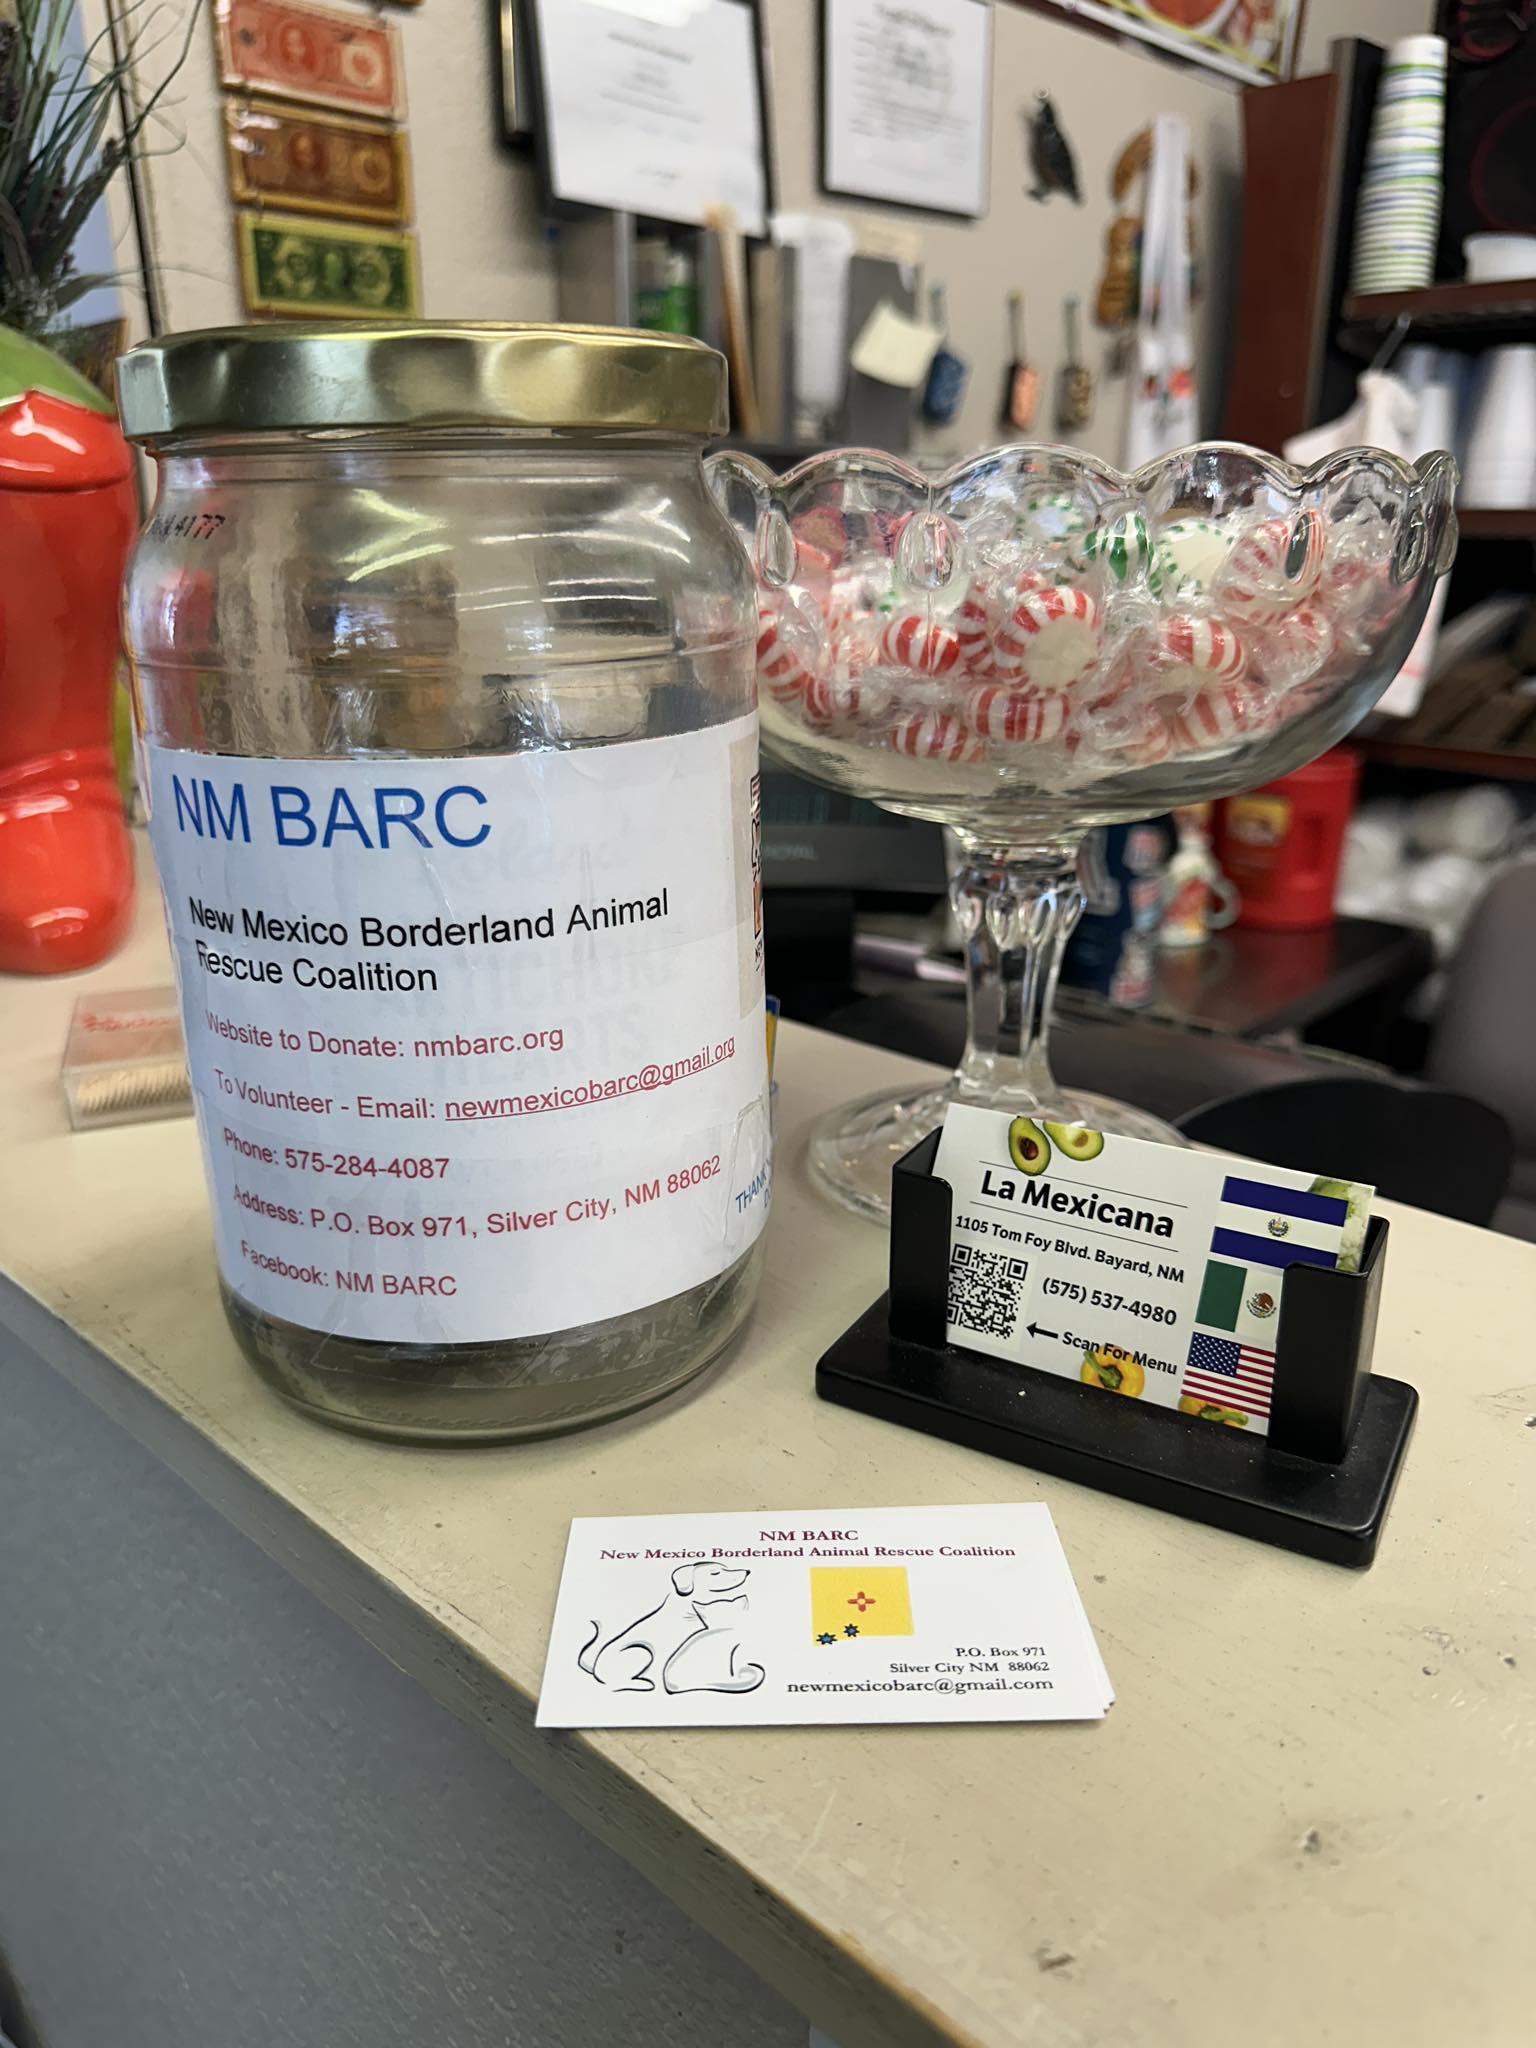 NM BARC
New Mexico Borderland Animal
Rescue Coalition
Website to Donate: nmbarc.org
To Volunteer - Email: newmexicobarc@gmail.org
Phone: 575-284-4087
Address: P.O. Box 971, Silver City, NM 88062
Facebook: NM BARC
THANK
La Mexicana
1105 Tom Foy Blvd. Bayard, NM
(575) 537-4980
Scan For Menu
NM BARC
New Mexico Borderland Animal Rescue Coalition
P.O. Box 971
Silver City NM 88062
newmexicobarc@gmail.com